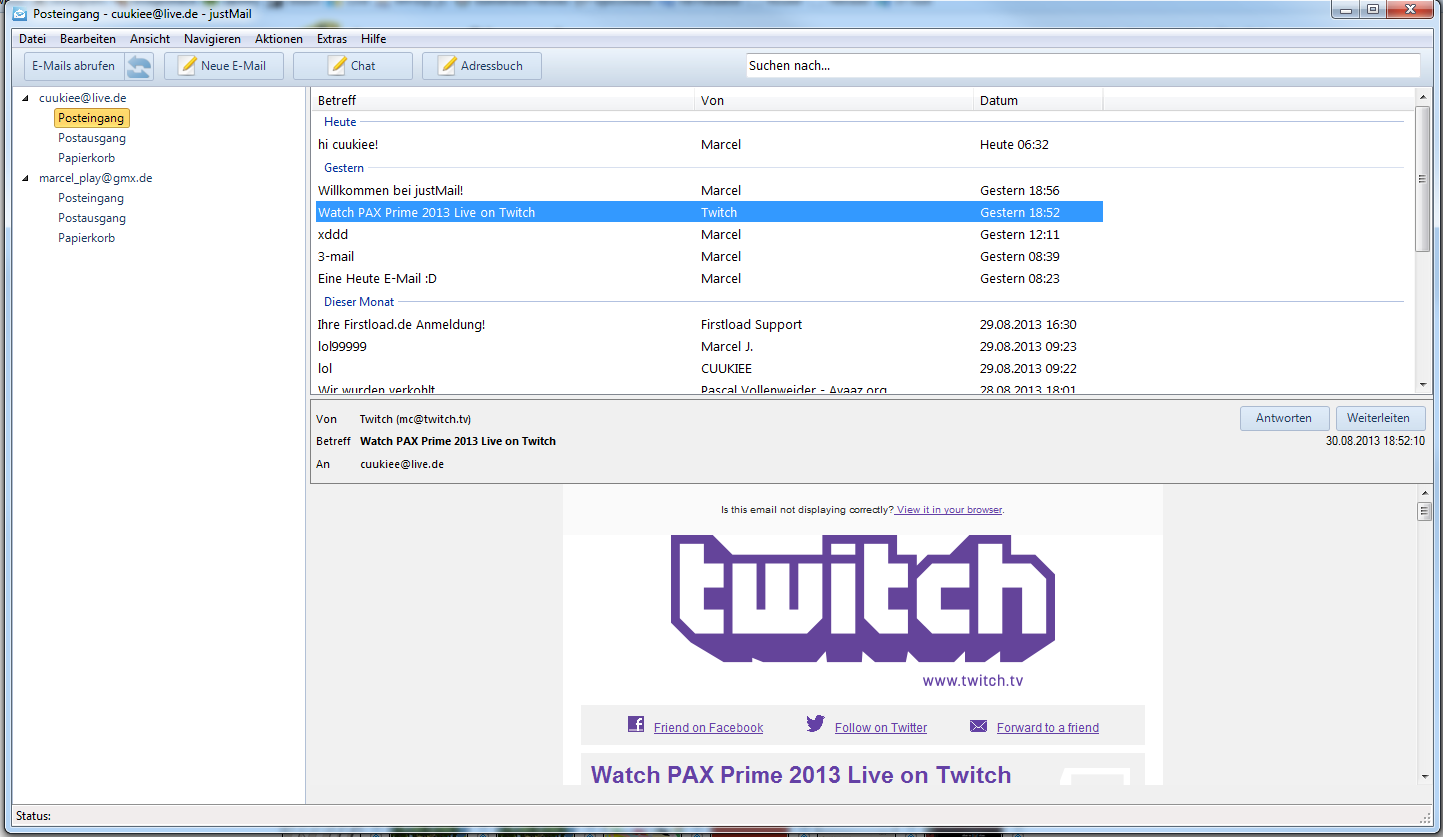 Posteingang - cuukiee@live.de - justMail
Datei Bearbeiten Ansicht Navigieren Aktionen Extras Hilfe
E-Mails abrufen Neue E-Mail Chat Adressbuch Suchen nach...
cuukiee@live.de
Posteingang
Postausgang
Papierkorb
marcel_play@gmx.de
Posteingang
Postausgang
Papierkorb
Betreff Von Datum
Heute
hi cuukiee! Marcel Heute 06:32
Gestern
Willkommen bei justMail! Marcel Gestern 18:56
Watch PAX Prime 2013 Live on Twitch Twitch Gestern 18:52
xddd Marcel Gestern 12:11
3-mail Marcel Gestern 08:39
Eine Heute E-Mail :D Marcel Gestern 08:23
Dieser Monat
Ihre Firstload.de Anmeldung! Firstload Support 29.08.2013 16:30
lol99999 Marcel J. 29.08.2013 09:23
lol CUUKIEE 29.08.2013 09:22
Wir wurden verkohlt Pascal Vollenweider - Avaaz.org 28.08.2013 18:01
Von Twitch (mc@twitch.tv) Antworten Weiterleiten
Betreff Watch PAX Prime 2013 Live on Twitch 30.08.2013 18:52:10
An cuukiee@live.de
Is this email not displaying correctly? View it in your browser.
twitch
www.twitch.tv
Friend on Facebook Follow on Twitter Forward to a friend
Watch PAX Prime 2013 Live on Twitch
Status: